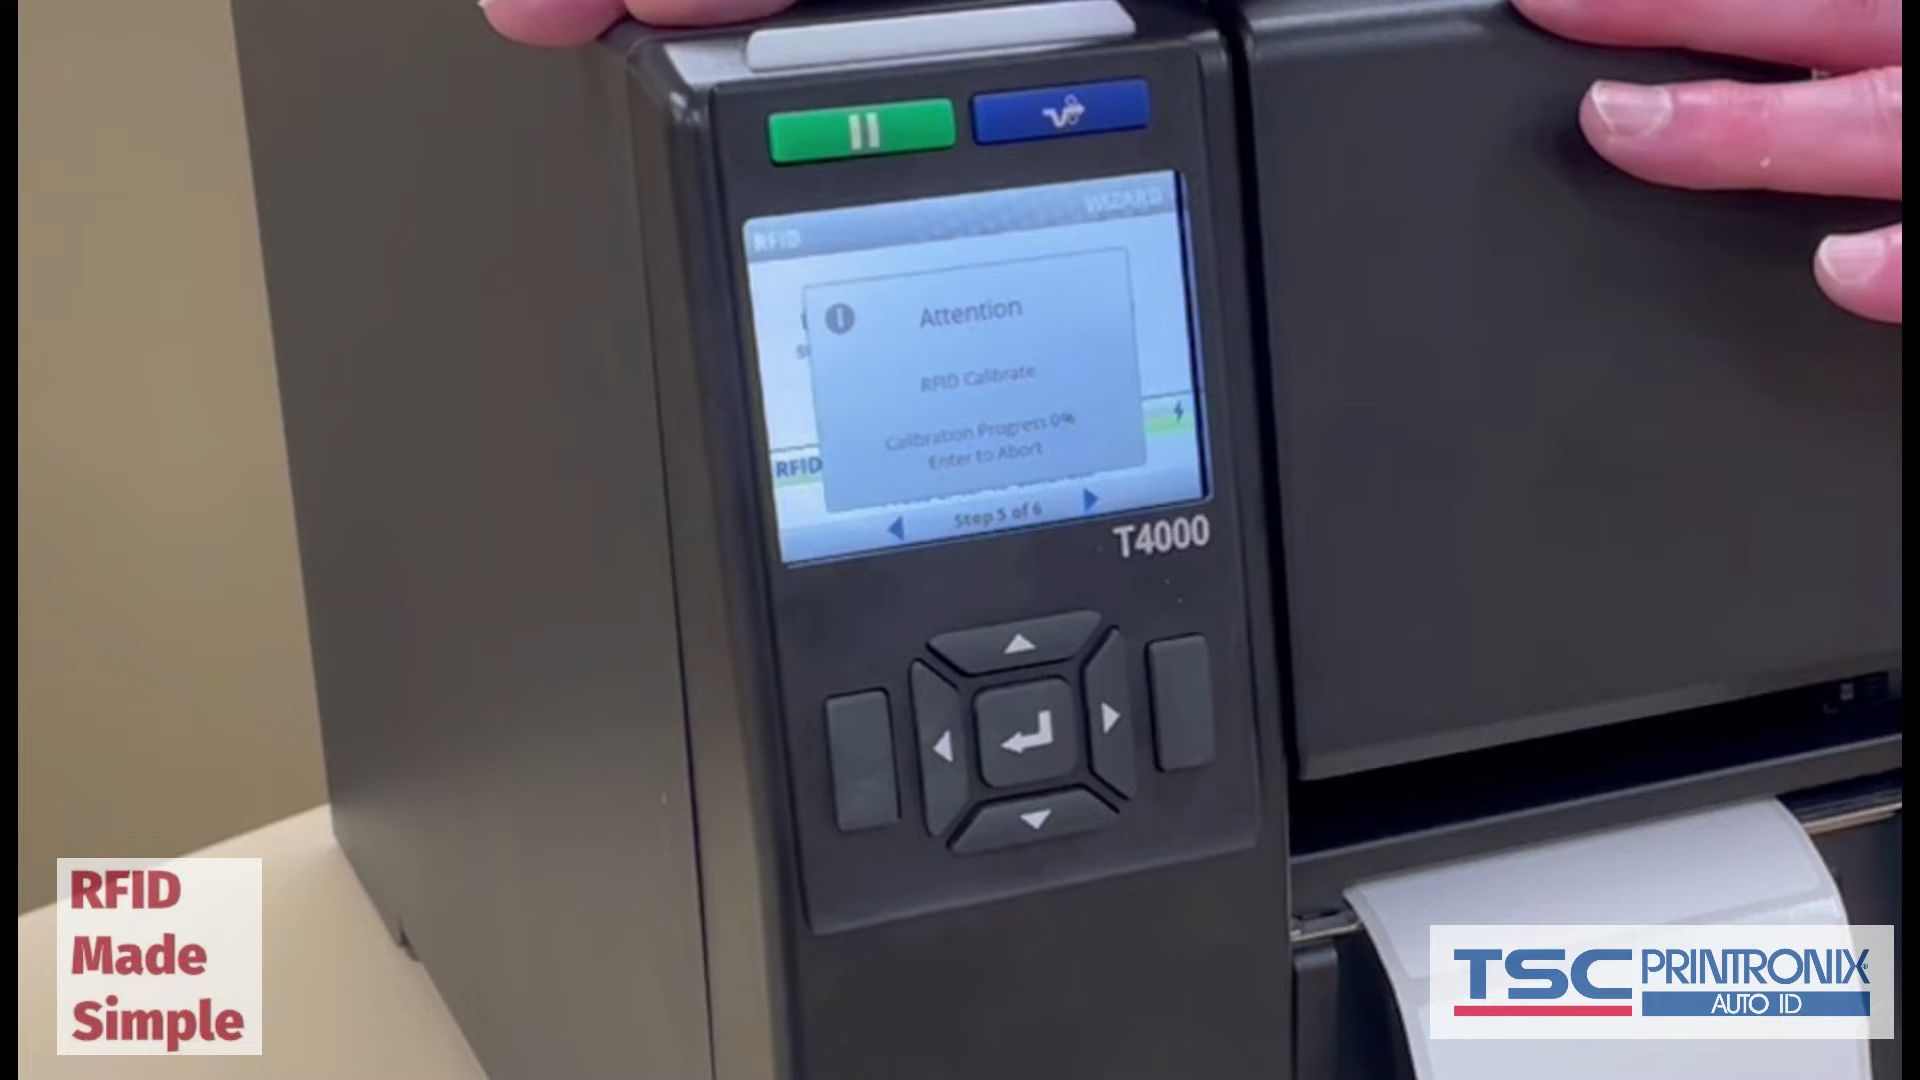 RFID
WIZARD
Attention
RFID Calibrate
Calibration Progress 0%
Enter to Abort
RFID
Step 5 of 6
T4000
RFID
Made
Simple
TSC PRINTRONIX
AUTO ID